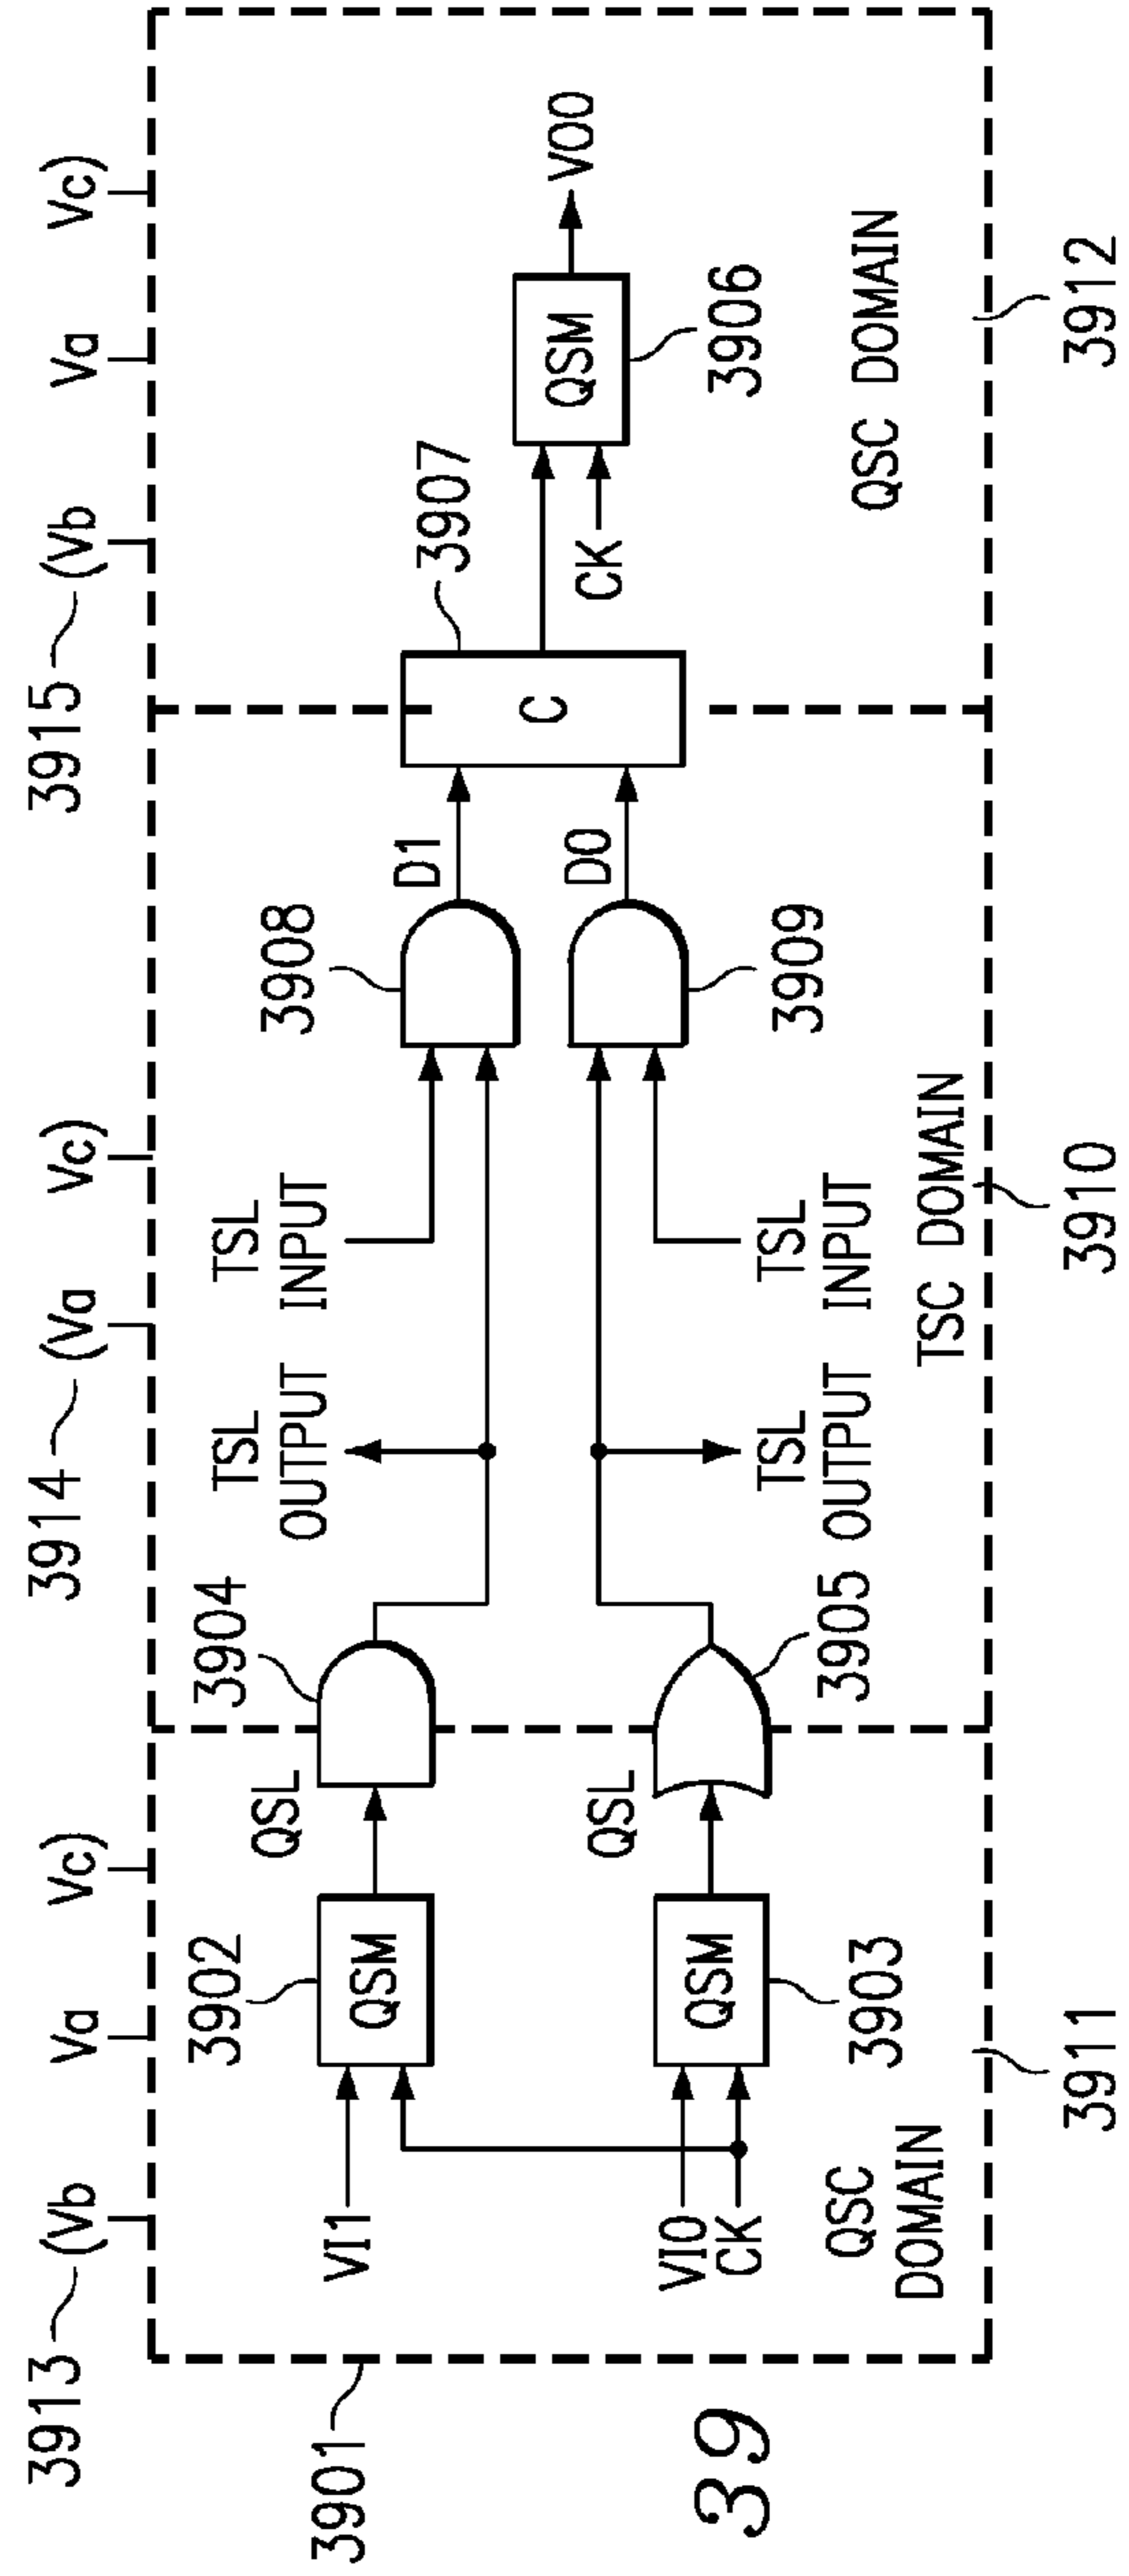 3913 (Vb Va Vc) 3914 (Va Vc) 3915 (Vb Va Vc)
3901
3902
QSL
3904
TSL
OUTPUT
TSL
INPUT
3908
D1
3907
VI1
QSM
C
QSM
VOO
VIO
CK
QSM
QSL
3903
3905
TSL
OUTPUT
TSL
INPUT
3909
DO
CK
3906
QSC
DOMAIN
TSC DOMAIN
QSC DOMAIN
3911
3910
3912
39